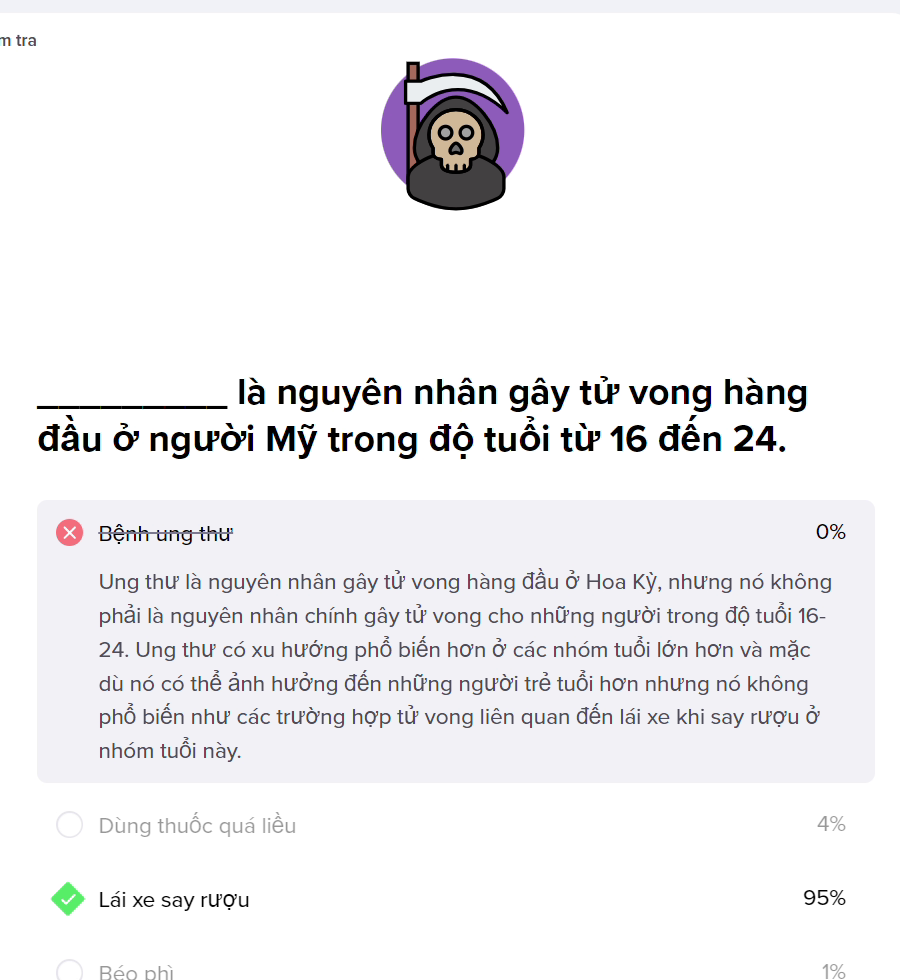 m tra
_________ là nguyên nhân gây tử vong hàng
đầu ở người Mỹ trong độ tuổi từ 16 đến 24.
Bệnh ung thư 0%
Ung thư là nguyên nhân gây tử vong hàng đầu ở Hoa Kỳ, nhưng nó không
phải là nguyên nhân chính gây tử vong cho những người trong độ tuổi 16-
24. Ung thư có xu hướng phổ biến hơn ở các nhóm tuổi lớn hơn và mặc
dù nó có thể ảnh hưởng đến những người trẻ tuổi hơn nhưng nó không
phổ biến như các trường hợp tử vong liên quan đến lái xe khi say rượu ở
nhóm tuổi này.
Dùng thuốc quá liều 4%
Lái xe say rượu 95%
Béo phì 1%